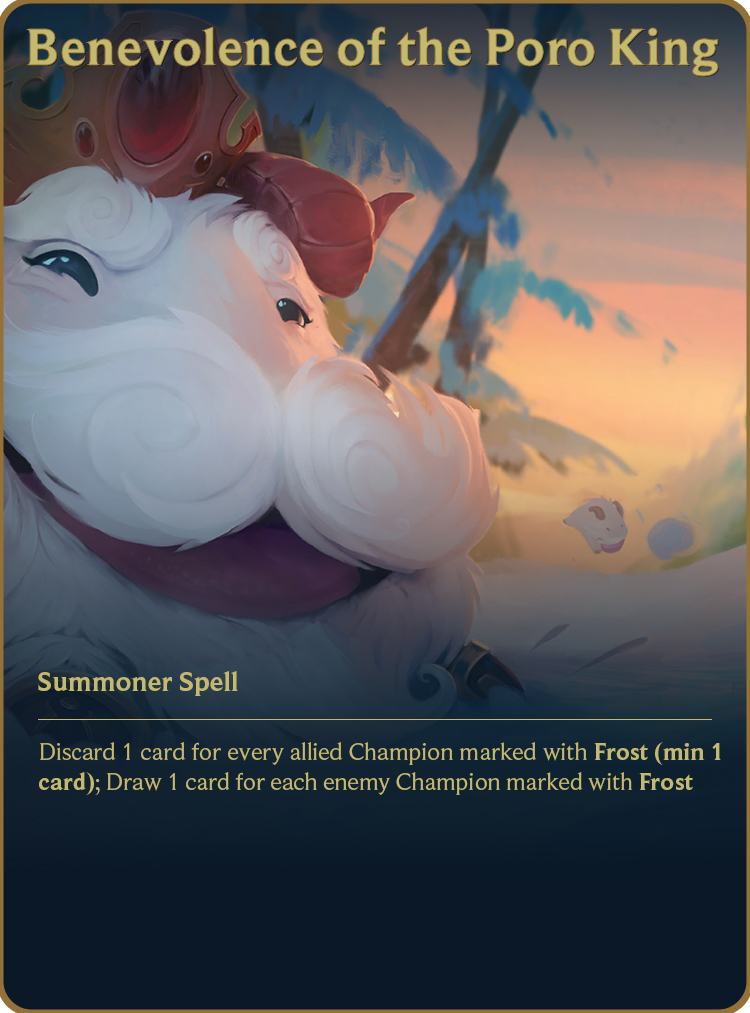 Benevolence of the Poro King
Summoner Spell
Discard 1 card for every allied Champion marked with Frost (min 1
card); Draw 1 card for each enemy Champion marked with Frost